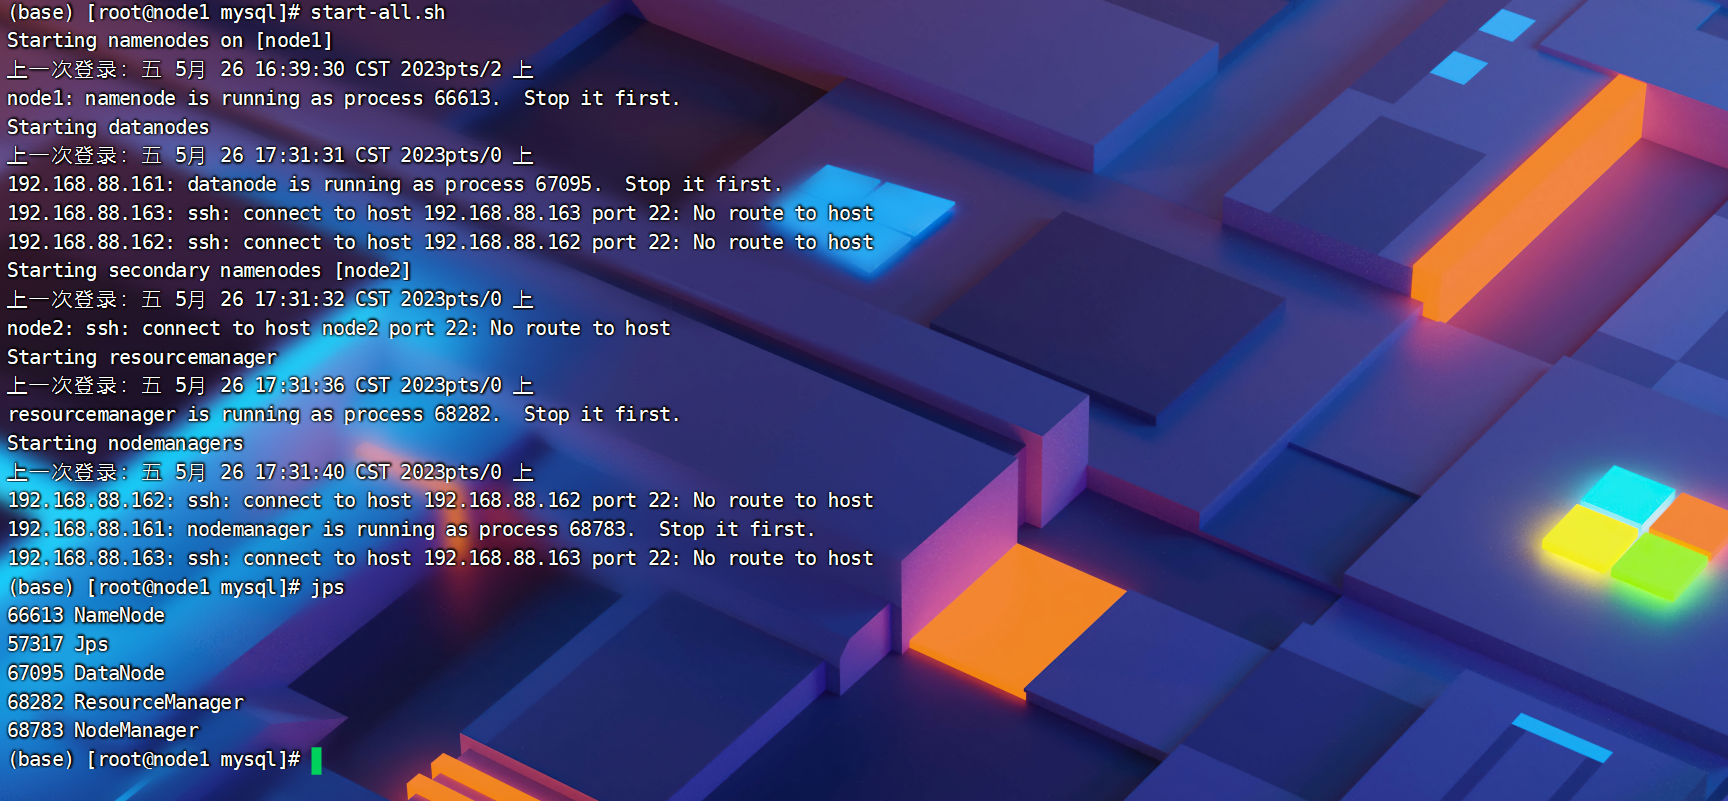 (base) [root@node1 mysql]# start-all.sh
Starting namenodes on [node1]
上一次登录: 五 5月 26 16:39:30 CST 2023pts/2 上
node1: namenode is running as process 66613.  Stop it first.
Starting datanodes
上一次登录: 五 5月 26 17:31:31 CST 2023pts/0 上
192.168.88.161: datanode is running as process 67095.  Stop it first.
192.168.88.163: ssh: connect to host 192.168.88.163 port 22: No route to host
192.168.88.162: ssh: connect to host 192.168.88.162 port 22: No route to host
Starting secondary namenodes [node2]
上一次登录: 五 5月 26 17:31:32 CST 2023pts/0 上
node2: ssh: connect to host node2 port 22: No route to host
Starting resourcemanager
上一次登录: 五 5月 26 17:31:36 CST 2023pts/0 上
resourcemanager is running as process 68282.  Stop it first.
Starting nodemanagers
上一次登录: 五 5月 26 17:31:40 CST 2023pts/0 上
192.168.88.162: ssh: connect to host 192.168.88.162 port 22: No route to host
192.168.88.161: nodemanager is running as process 68783.  Stop it first.
192.168.88.163: ssh: connect to host 192.168.88.163 port 22: No route to host
(base) [root@node1 mysql]# jps
66613 NameNode
57317 Jps
67095 DataNode
68282 ResourceManager
68783 NodeManager
(base) [root@node1 mysql]#